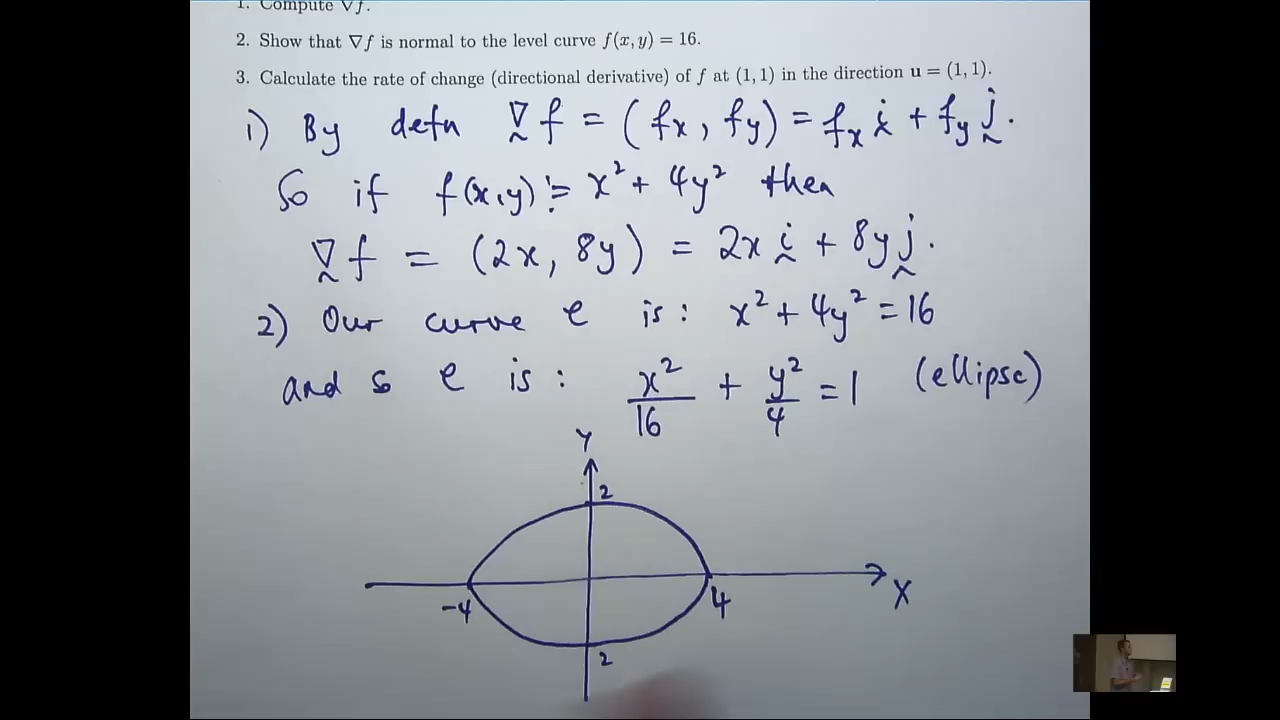 1. Compute ∇f.
2. Show that ∇f is normal to the level curve f(x, y) = 16.
3. Calculate the rate of change (directional derivative) of f at (1, 1) in the direction u = (1, 1).
1) By defn ∇f = (fx, fy) = fx i + fy j.
So if f(x,y) := x² + 4y² then
∇f = (2x, 8y) = 2x i + 8y j.
2) Our curve C is: x² + 4y² = 16
and so C is: x²/16 + y²/4 = 1 (ellipse)
Y
2
-4 4 X
2